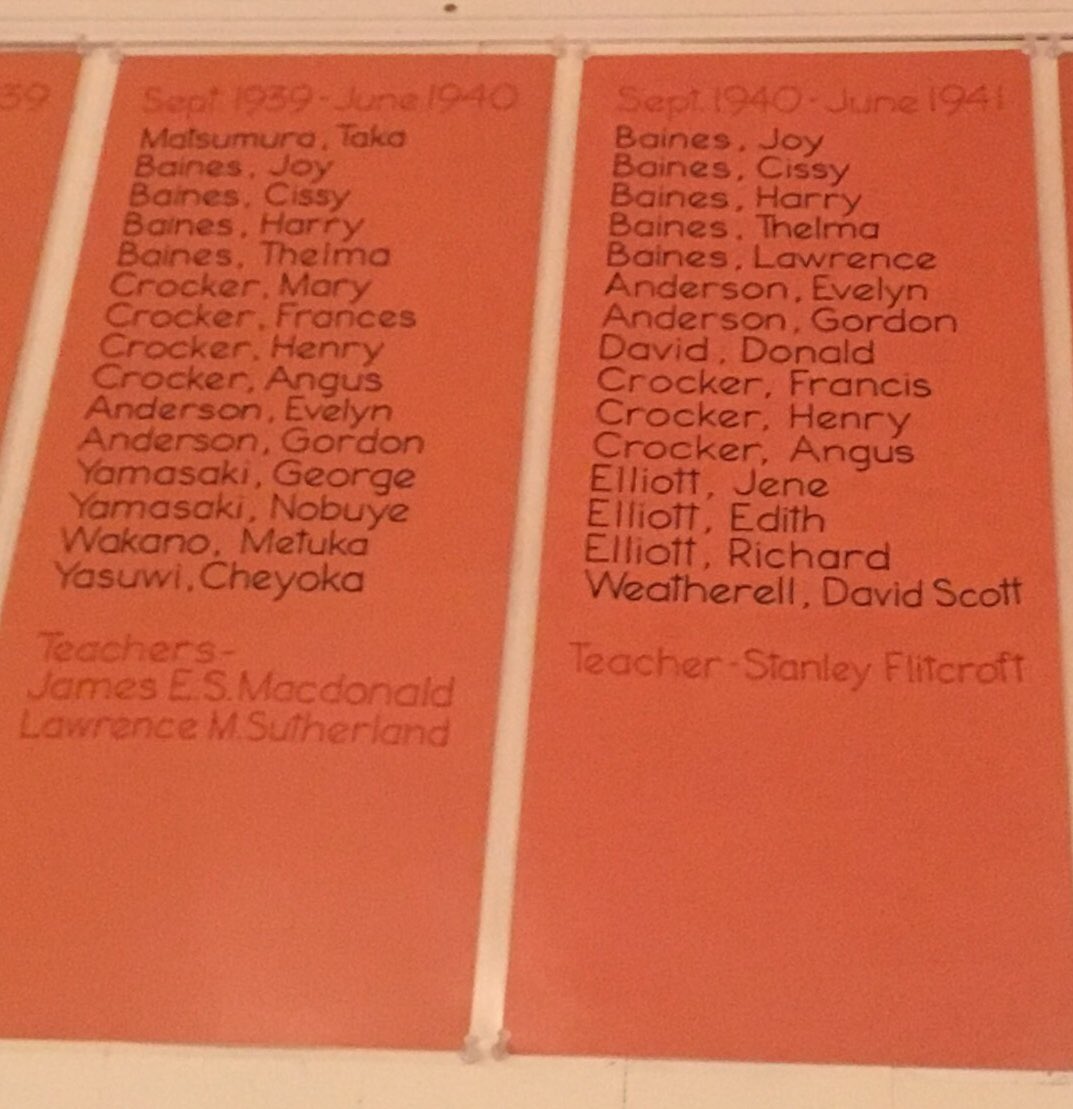 39
Sept 1939 - June 1940
Matsumura, Taka
Baines, Joy
Baines, Cissy
Baines, Harry
Baines, Thelma
Crocker, Mary
Crocker, Frances
Crocker, Henry
Crocker, Angus
Anderson, Evelyn
Anderson, Gordon
Yamasaki, George
Yamasaki, Nobuye
Wakano, Metuka
Yasuwi, Cheyoka
Teachers-
James E.S. Macdonald
Lawrence M. Sutherland
Sept. 1940 - June 1941
Baines, Joy
Baines, Cissy
Baines, Harry
Baines, Thelma
Baines, Lawrence
Anderson, Evelyn
Anderson, Gordon
David, Donald
Crocker, Francis
Crocker, Henry
Crocker, Angus
Elliott, Jene
Elliott, Edith
Elliott, Richard
Weatherell, David Scott
Teacher - Stanley Flitcroft